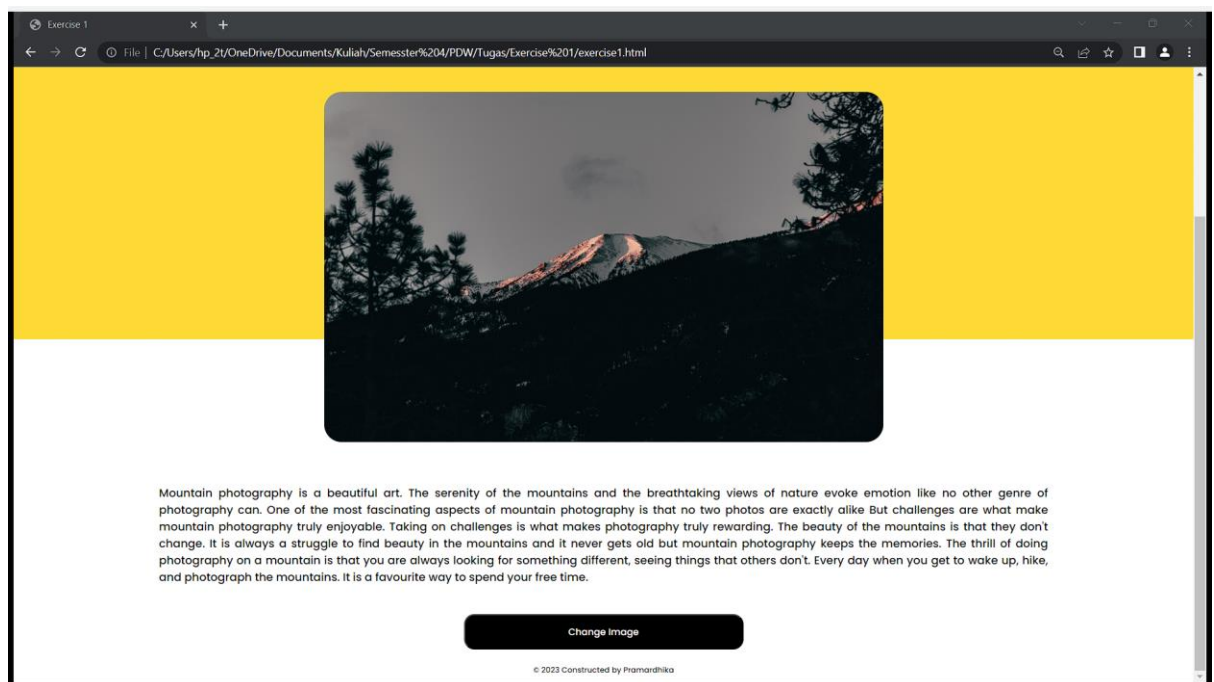 Exercise 1
File | C:/Users/hp_2t/OneDrive/Documents/Kuliah/Semesster%204/PDW/Tugas/Exercise%201/exercise1.html
Mountain photography is a beautiful art. The serenity of the mountains and the breathtaking views of nature evoke emotion like no other genre of
photography can. One of the most fascinating aspects of mountain photography is that no two photos are exactly alike But challenges are what make
mountain photography truly enjoyable. Taking on challenges is what makes photography truly rewarding. The beauty of the mountains is that they don't
change. It is always a struggle to find beauty in the mountains and it never gets old but mountain photography keeps the memories. The thrill of doing
photography on a mountain is that you are always looking for something different, seeing things that others don't. Every day when you get to wake up, hike,
and photograph the mountains. It is a favourite way to spend your free time.
Change Image
© 2023 Constructed by Pramardhika